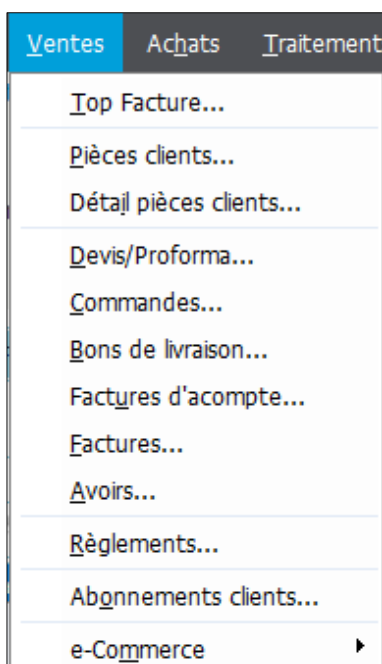 Ventes Achats Traitement
Top Facture...
Pièces clients...
Détail pièces clients...
Devis/Proforma...
Commandes...
Bons de livraison...
Factures d'acompte...
Factures...
Avoirs...
Règlements...
Abonnements clients...
e-Commerce